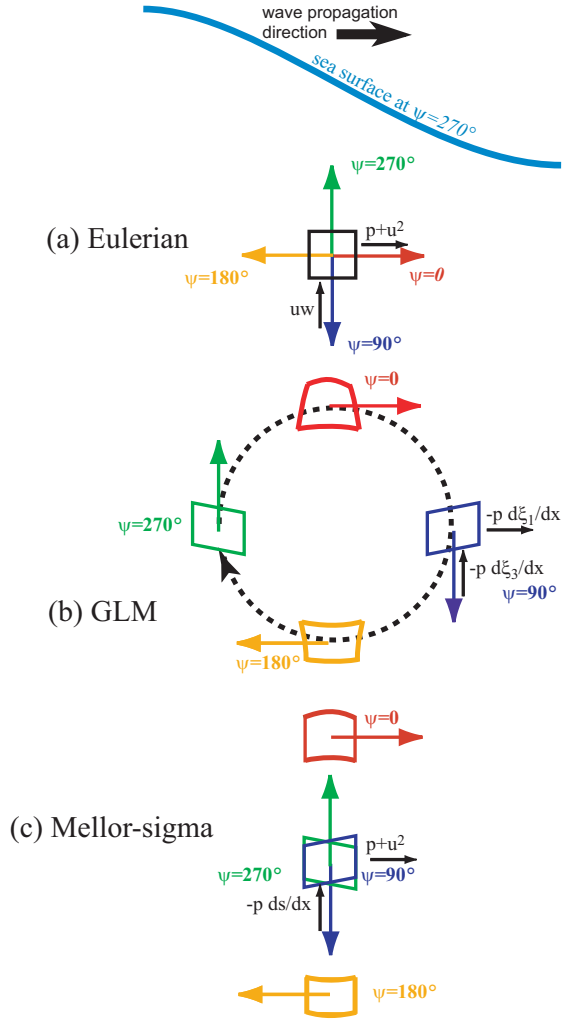 wave propagation
direction
sea surface at ψ=270°
ψ=270°
(a) Eulerian
p+u²
ψ=180°
ψ=0
uw
ψ=90°
ψ=0
ψ=270°
-p dξ₁/dx
-p dξ₃/dx
ψ=90°
(b) GLM
ψ=180°
ψ=0
(c) Mellor-sigma
p+u²
ψ=270°
ψ=90°
-p ds/dx
ψ=180°